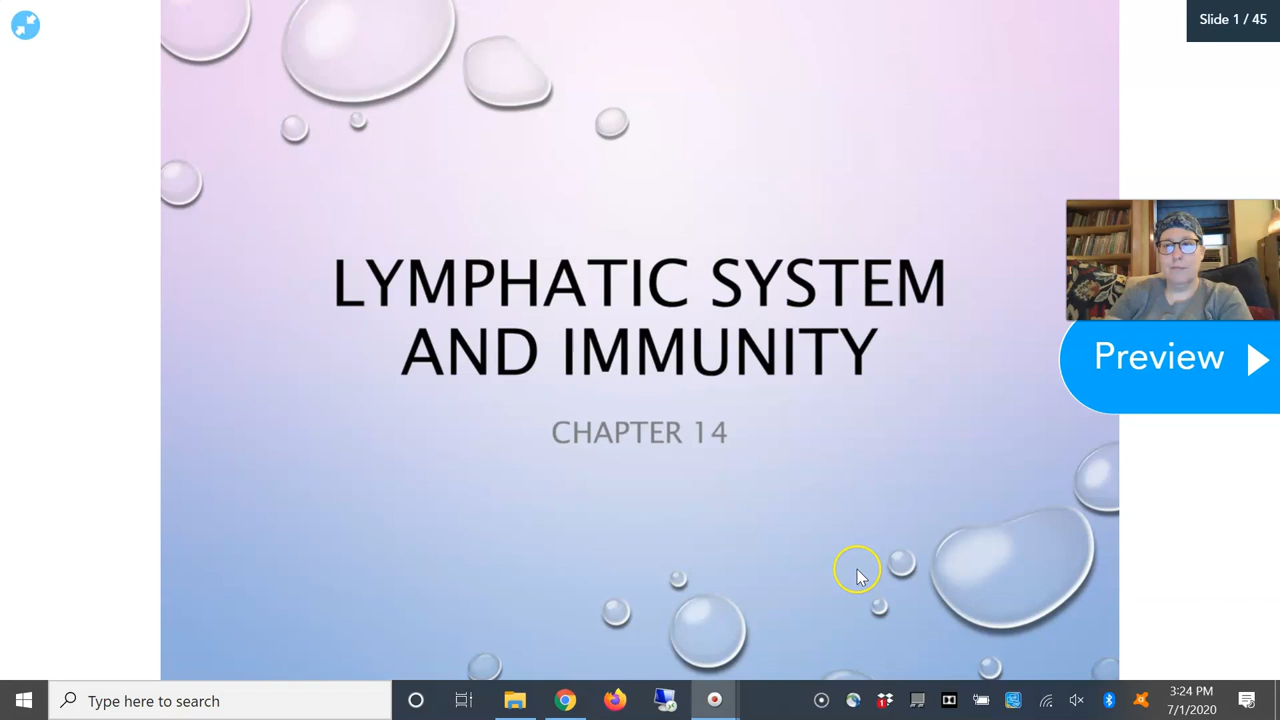 Slide 1 / 45
LYMPHATIC SYSTEM
AND IMMUNITY
CHAPTER 14
Preview
Type here to search
3:24 PM
7/1/2020